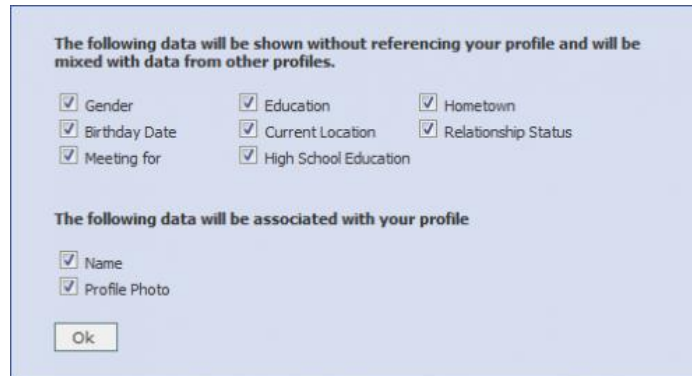 The following data will be shown without referencing your profile and will be
mixed with data from other profiles.
Gender Education Hometown
Birthday Date Current Location Relationship Status
Meeting for High School Education
The following data will be associated with your profile
Name
Profile Photo
Ok